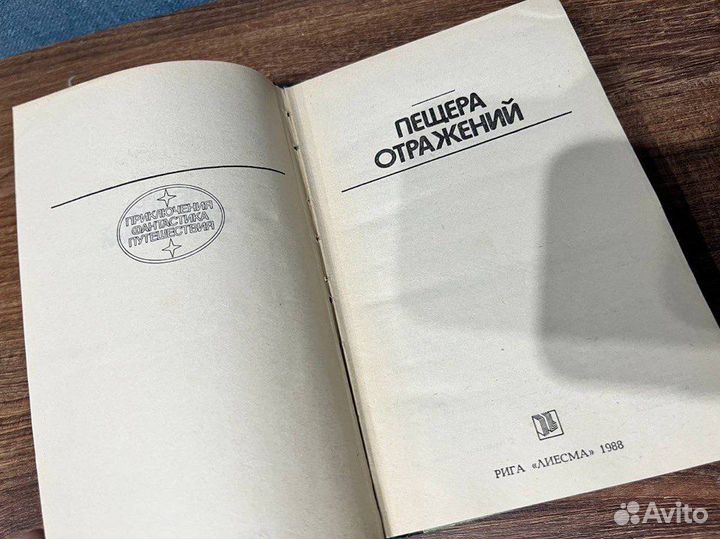 ПРИКЛЮЧЕНИЯ
ФАНТАСТИКА
ПУТЕШЕСТВИЯ
ПЕЩЕРА
ОТРАЖЕНИЙ
РИГА «ЛИЕСМА» 1988
Avito